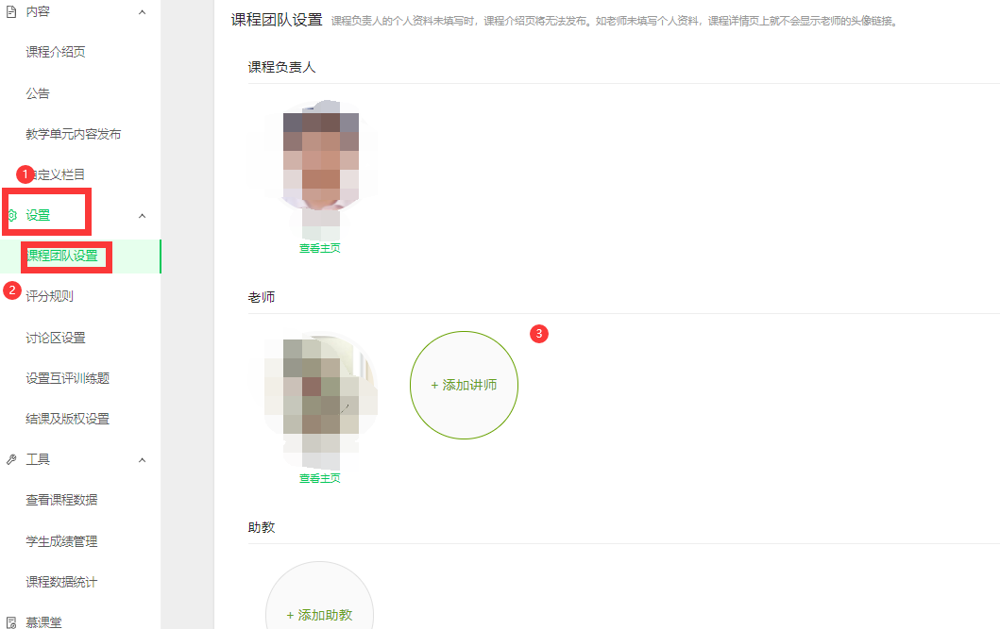 内容
课程介绍页
公告
教学单元内容发布
1
自定义栏目
设置
课程团队设置
2
评分规则
讨论区设置
设置互评训练题
结课及版权设置
工具
查看课程数据
学生成绩管理
课程数据统计
慕课堂
课程团队设置 课程负责人的个人资料未填写时，课程介绍页将无法发布。如老师未填写个人资料，课程详情页上就不会显示老师的头像链接。
课程负责人
查看主页
老师
3
+ 添加讲师
查看主页
助教
+ 添加助教